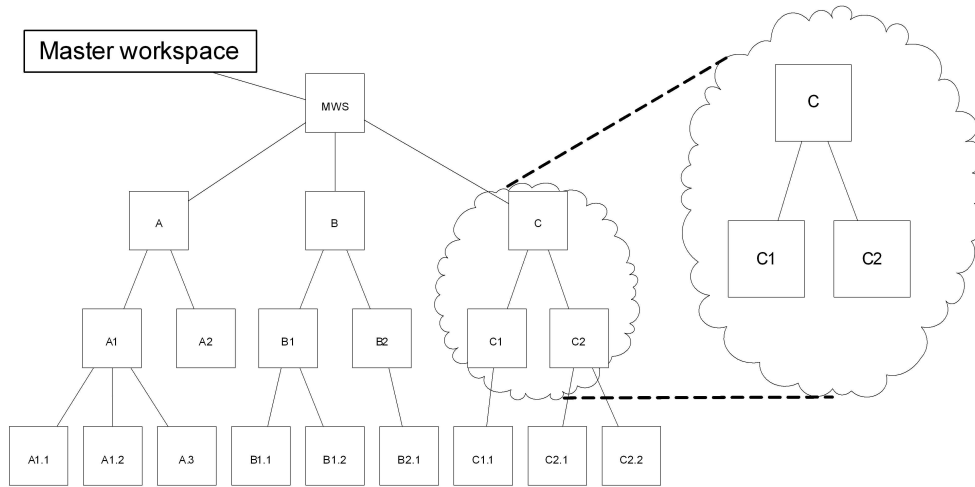 Master workspace
MWS
C
A
B
C
C1
C2
A1
A2
B1
B2
C1
C2
A1.1
A1.2
A.3
B1.1
B1.2
B2.1
C1.1
C2.1
C2.2